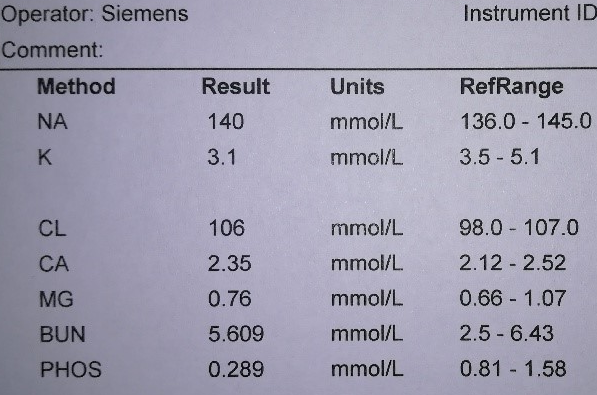 Operator: Siemens Instrument ID
Comment:
Method Result Units RefRange
NA 140 mmol/L 136.0 - 145.0
K 3.1 mmol/L 3.5 - 5.1
CL 106 mmol/L 98.0 - 107.0
CA 2.35 mmol/L 2.12 - 2.52
MG 0.76 mmol/L 0.66 - 1.07
BUN 5.609 mmol/L 2.5 - 6.43
PHOS 0.289 mmol/L 0.81 - 1.58